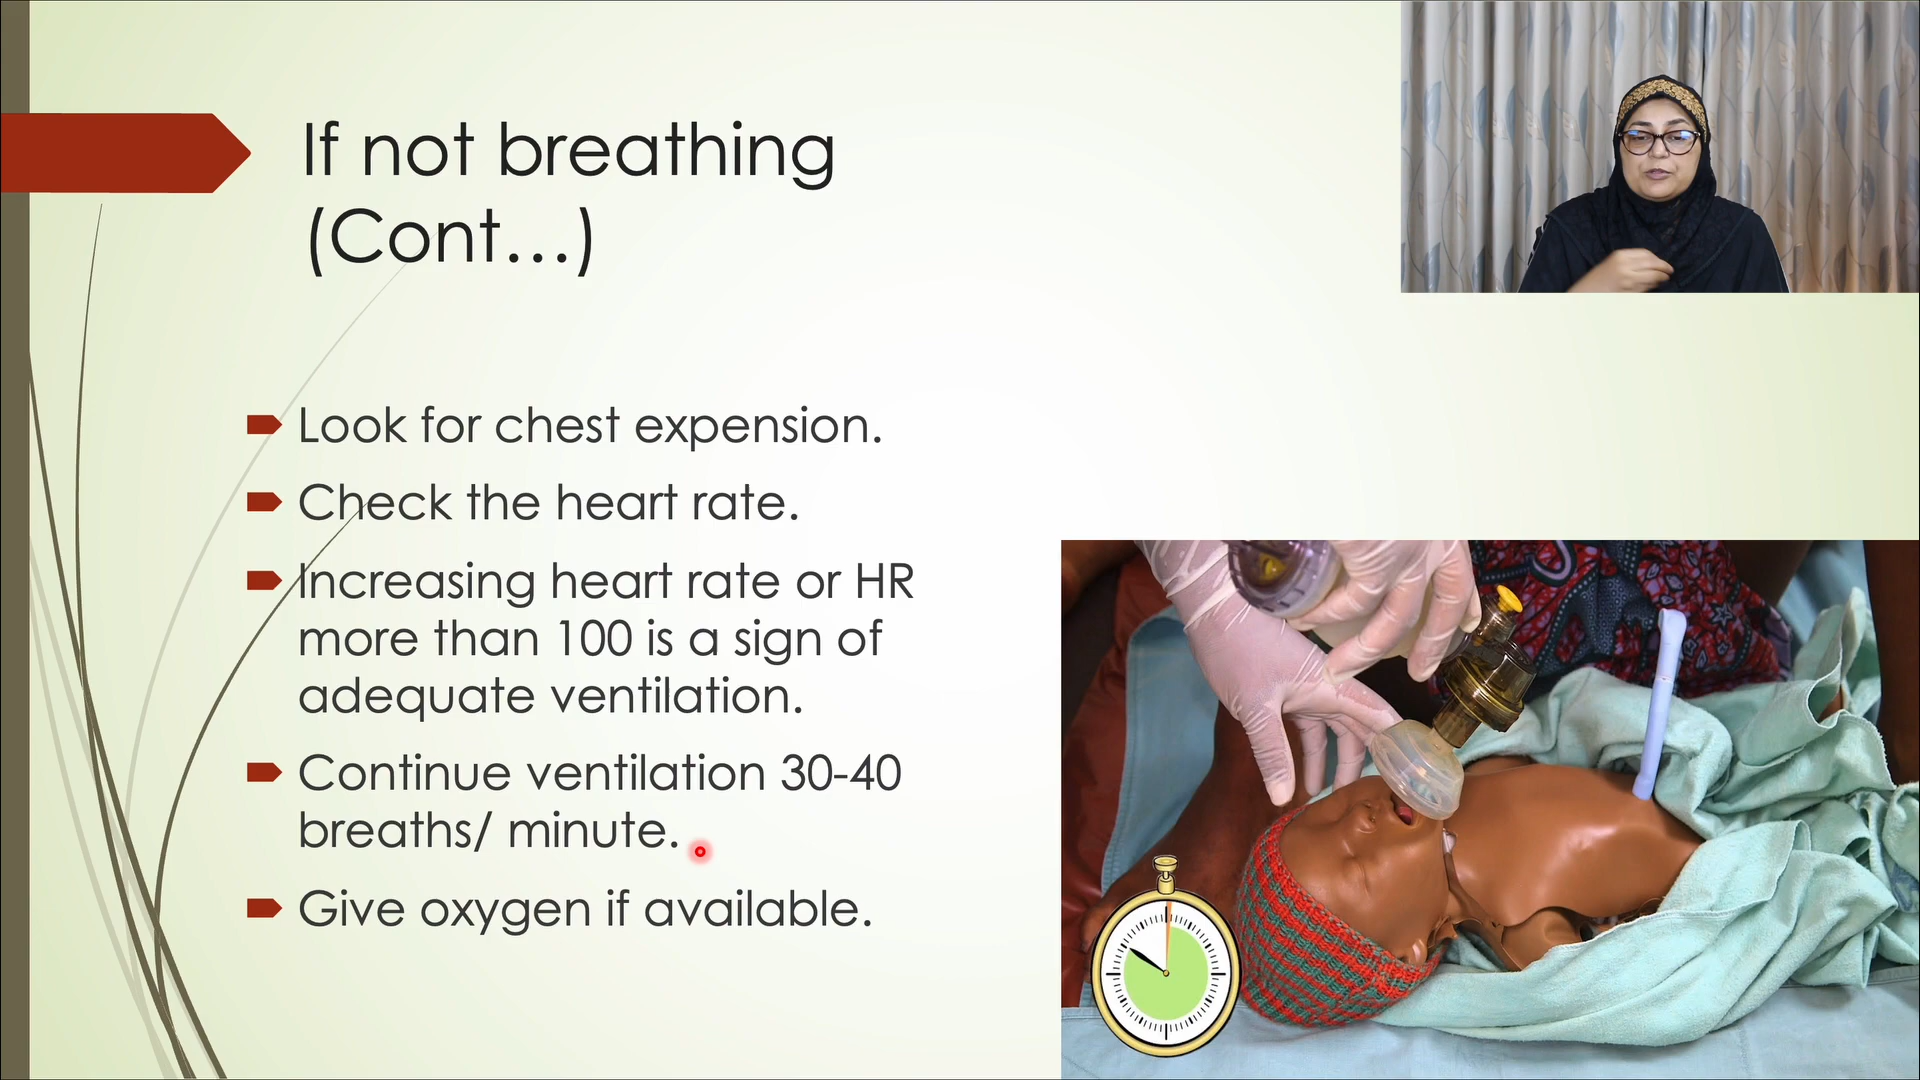 If not breathing
(Cont...)
Look for chest expension.
Check the heart rate.
Increasing heart rate or HR
more than 100 is a sign of
adequate ventilation.
Continue ventilation 30-40
breaths/ minute.
Give oxygen if available.